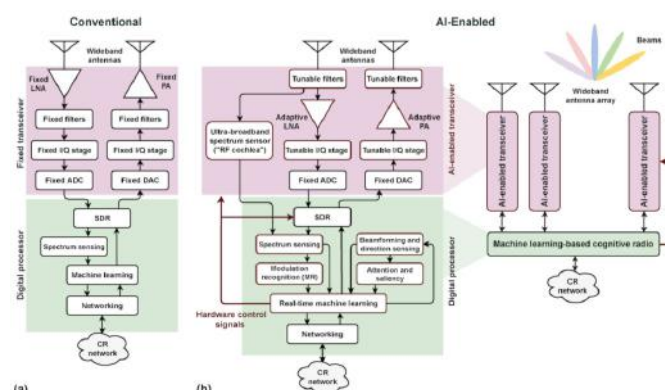 Conventional
AI-Enabled
Wideband
antennas
Fixed
LNA
Fixed
PA
Fixed filters
Fixed filters
Fixed I/Q stage
Fixed I/Q stage
Fixed ADC
Fixed DAC
Fixed transceiver
SDR
Spectrum sensing
Machine learning
Networking
Digital processor
CR
network
(a)
Wideband
antennas
Tunable filters
Tunable filters
Adaptive
LNA
Adaptive
PA
Ultra-broadband
spectrum sensor
("RF cochlea")
Tunable I/Q stage
Tunable I/Q stage
Fixed ADC
Fixed DAC
AI-enabled transceiver
SDR
Spectrum sensing
Beamforming and
direction sensing
Modulation
recognition (MR)
Attention and
saliency
Real-time machine learning
Hardware control
signals
Networking
Digital processor
CR
network
(b)
Beams
Wideband
antenna array
AI-enabled transceiver
AI-enabled transceiver
AI-enabled transceiver
Machine learning-based cognitive radio
CR
network